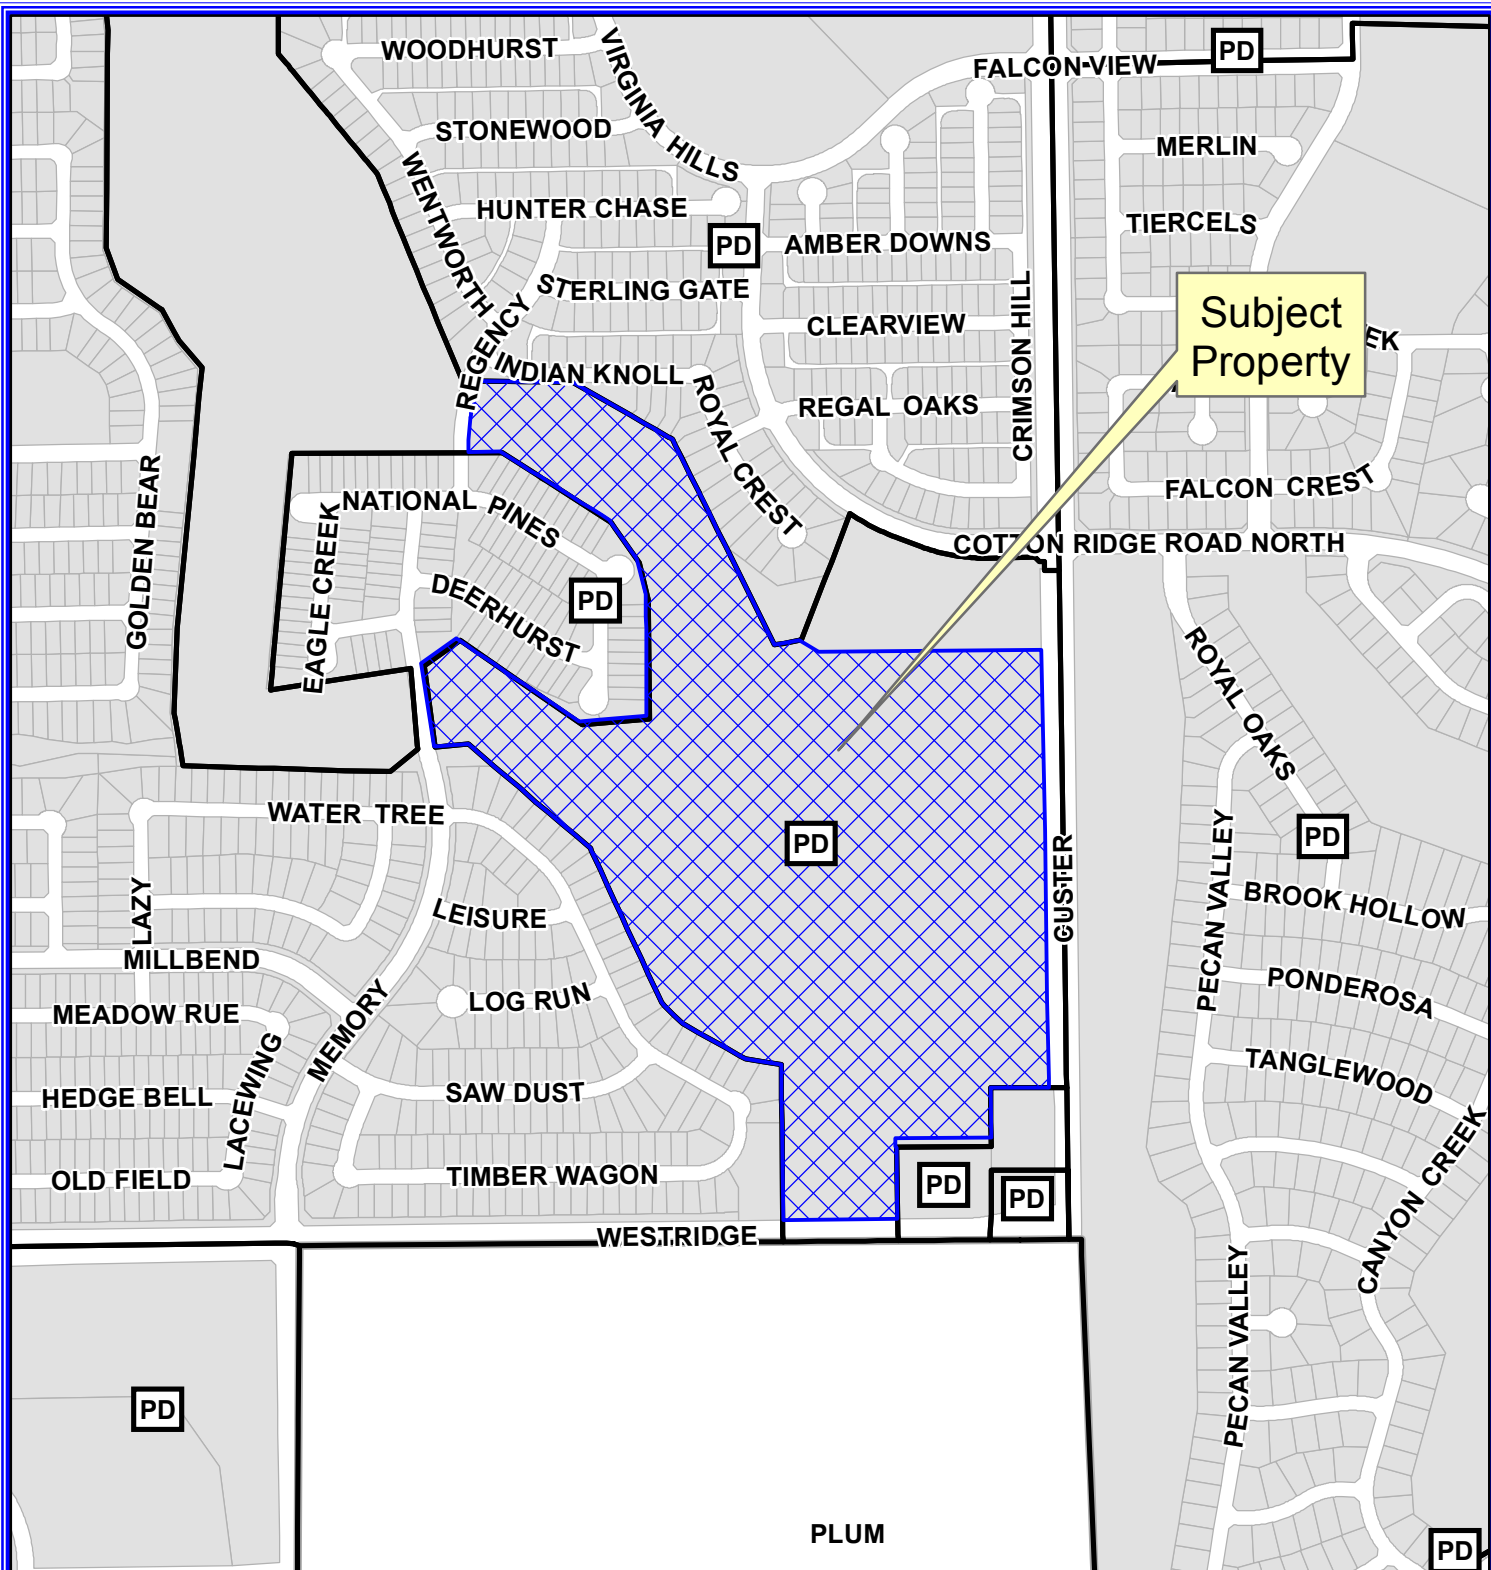 WOODHURST
VIRGINIA HILLS
FALCON VIEW
PD
STONEWOOD
MERLIN
WENTWORTH
HUNTER CHASE
TIERCELS
PD
AMBER DOWNS
STERLING GATE
CLEARVIEW
CRIMSON HILL
Subject
Property
EK
REGENCY
INDIAN KNOLL
ROYAL CREST
REGAL OAKS
GOLDEN BEAR
NATIONAL PINES
FALCON CREST
COTTON RIDGE ROAD NORTH
EAGLE CREEK
DEERHURST
PD
ROYAL OAKS
WATER TREE
PD
PD
CUSTER
PECAN VALLEY
LAZY
LEISURE
BROOK HOLLOW
MILLBEND
PONDEROSA
MEADOW RUE
LOG RUN
MEMORY
LACEWING
HEDGE BELL
SAW DUST
TANGLEWOOD
CANYON CREEK
OLD FIELD
TIMBER WAGON
PD
PD
WESTRIDGE
PECAN VALLEY
PD
PLUM
PD